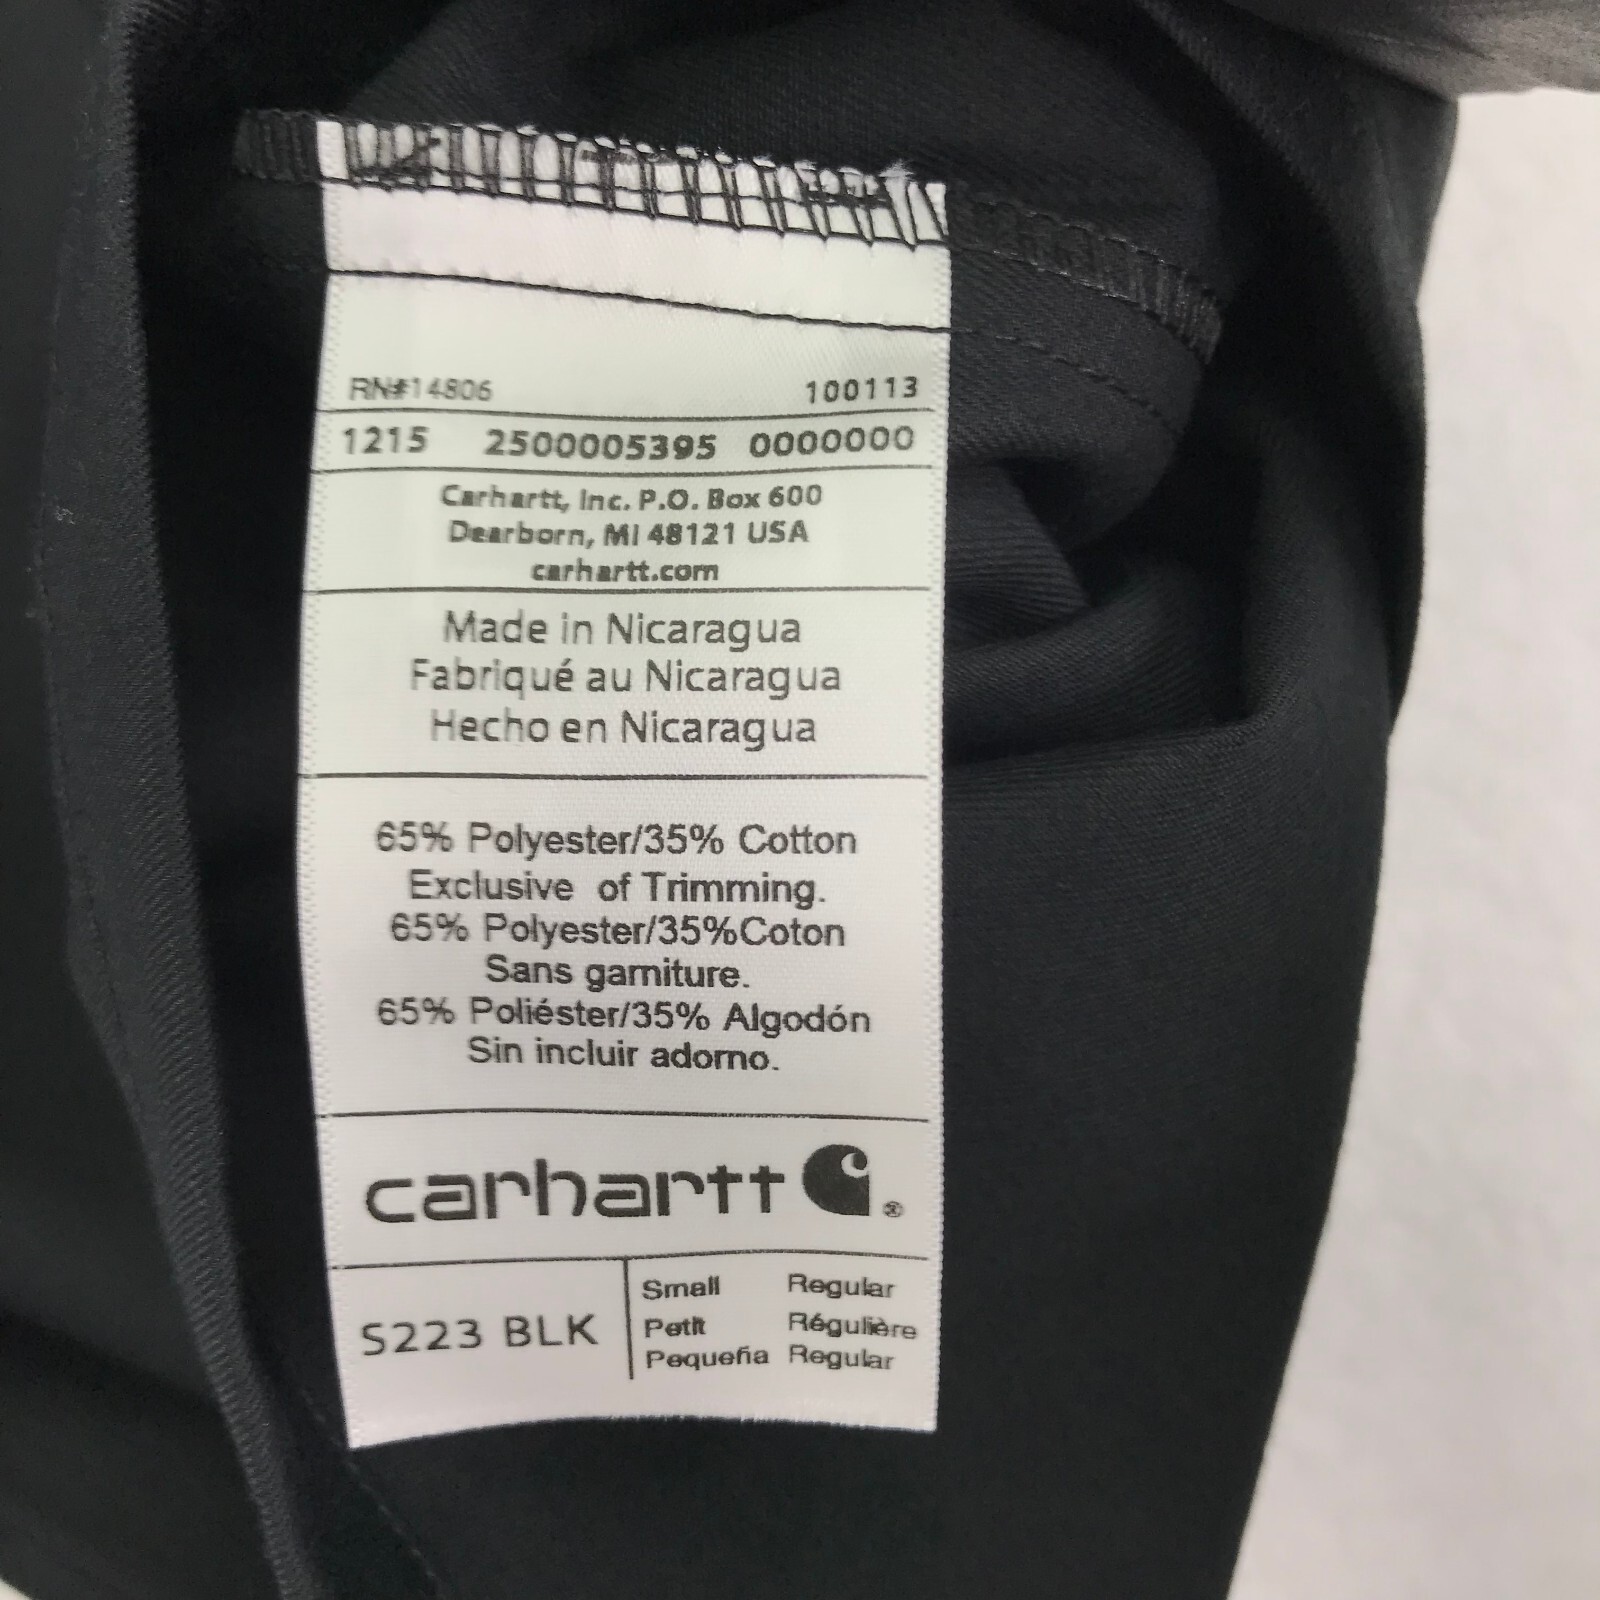 RN#14806 100113
1215 2500005395 0000000
Carhartt, Inc. P.O. Box 600
Dearborn, MI 48121 USA
carhartt.com
Made in Nicaragua
Fabriqué au Nicaragua
Hecho en Nicaragua
65% Polyester/35% Cotton
Exclusive of Trimming.
65% Polyester/35%Coton
Sans garniture.
65% Poliéster/35% Algodón
Sin incluir adorno.
carhartt ®
S223 BLK
Small Regular
Petit Régulière
Pequeña Regular